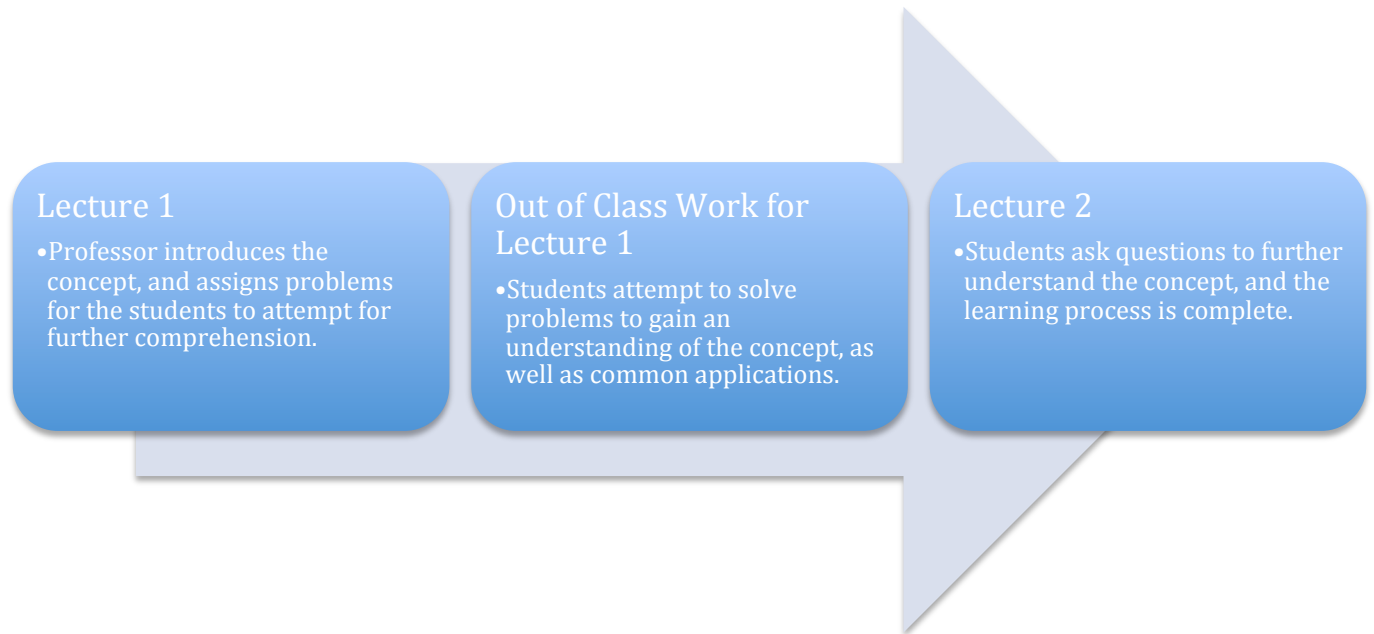 Lecture 1
•Professor introduces the
concept, and assigns problems
for the students to attempt for
further comprehension.
Out of Class Work for
Lecture 1
•Students attempt to solve
problems to gain an
understanding of the concept, as
well as common applications.
Lecture 2
•Students ask questions to further
understand the concept, and the
learning process is complete.